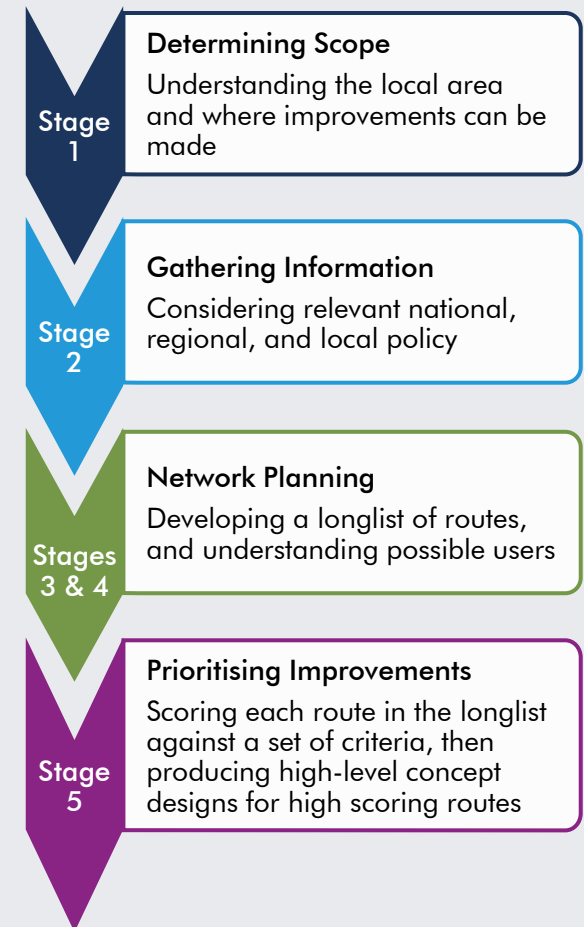 Stage
1
Determining Scope
Understanding the local area
and where improvements can be
made
Stage
2
Gathering Information
Considering relevant national,
regional, and local policy
Stages
3 & 4
Network Planning
Developing a longlist of routes,
and understanding possible users
Stage
5
Prioritising Improvements
Scoring each route in the longlist
against a set of criteria, then
producing high-level concept
designs for high scoring routes